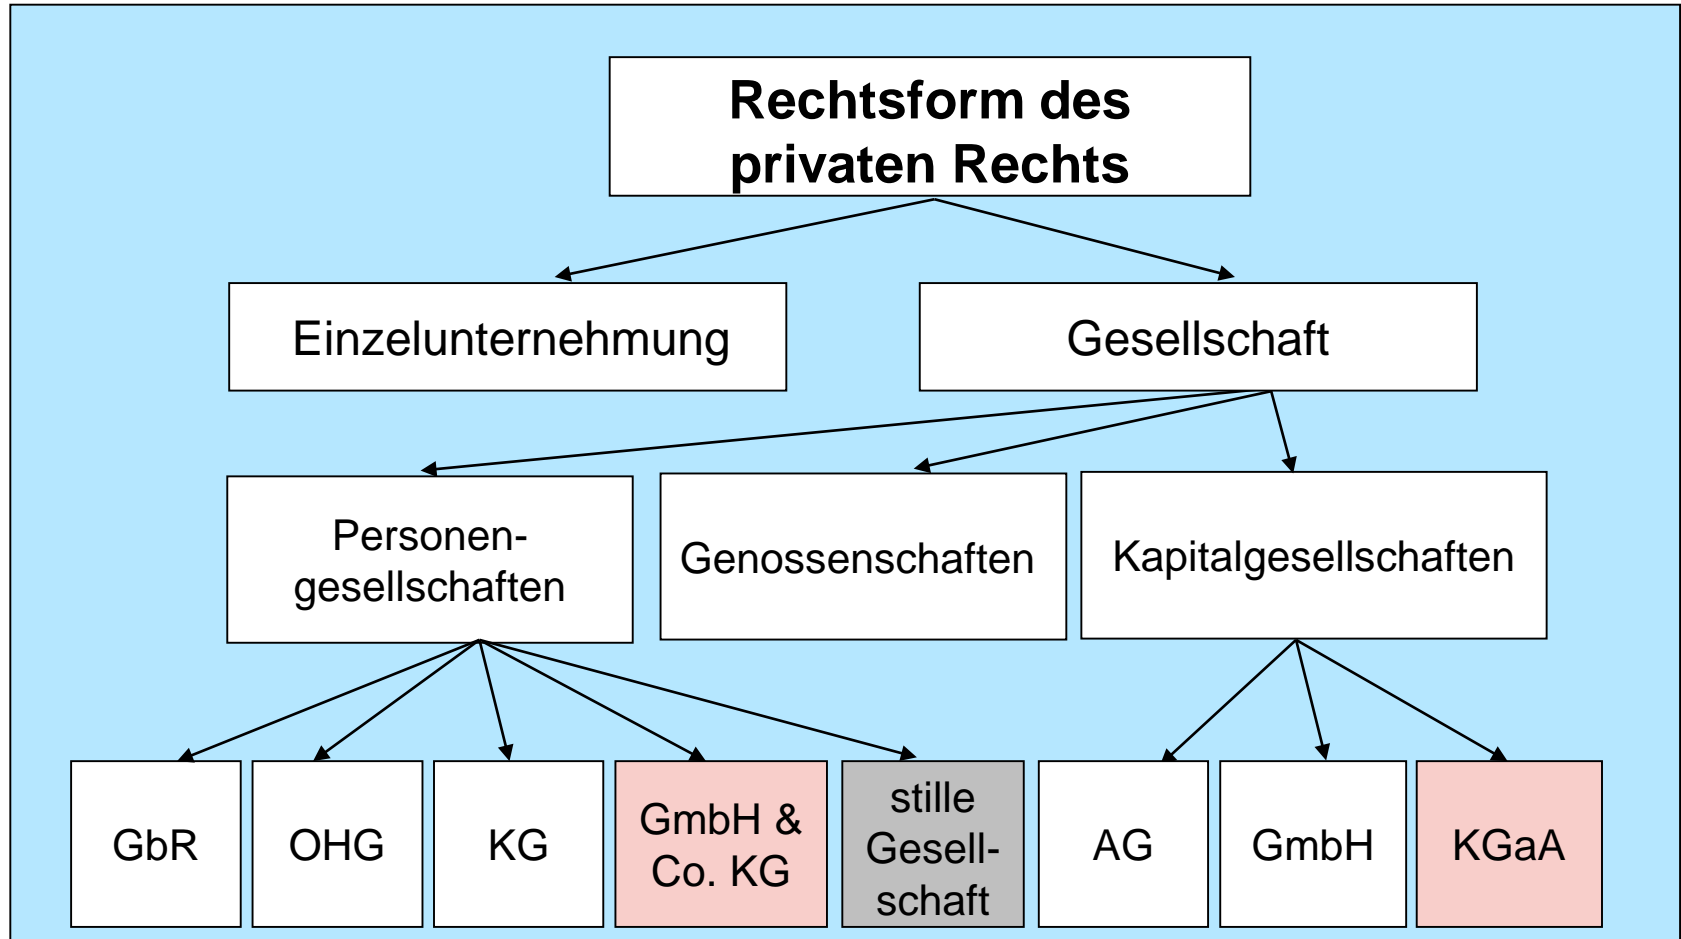 Rechtsform des
privaten Rechts
Einzelunternehmung
Gesellschaft
Personen-
gesellschaften
Genossenschaften
Kapitalgesellschaften
GbR
OHG
KG
GmbH &
Co. KG
stille
Gesell-
schaft
AG
GmbH
KGaA